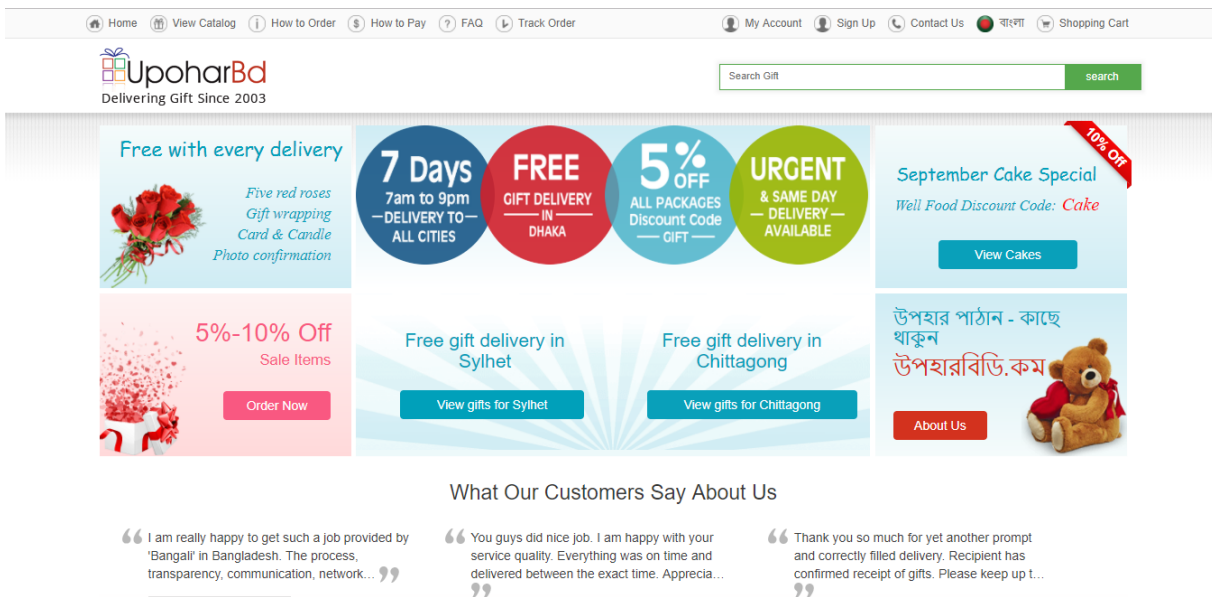 Home View Catalog How to Order How to Pay FAQ Track Order My Account Sign Up Contact Us বাংলা Shopping Cart
UpoharBd
Delivering Gift Since 2003
Search Gift search
Free with every delivery
Five red roses
Gift wrapping
Card & Candle
Photo confirmation
7 Days
7am to 9pm
DELIVERY TO
ALL CITIES
FREE
GIFT DELIVERY
IN
DHAKA
5% OFF
ALL PACKAGES
Discount Code
GIFT
URGENT
& SAME DAY
DELIVERY
AVAILABLE
10% Off
September Cake Special
Well Food Discount Code: Cake
View Cakes
5%-10% Off
Sale Items
Order Now
Free gift delivery in
Sylhet
View gifts for Sylhet
Free gift delivery in
Chittagong
View gifts for Chittagong
উপহার পাঠান - কাছে
থাকুন
উপহারবিডি.কম
About Us
What Our Customers Say About Us
I am really happy to get such a job provided by
'Bangali' in Bangladesh. The process,
transparency, communication, network...
You guys did nice job. I am happy with your
service quality. Everything was on time and
delivered between the exact time. Apprecia...
Thank you so much for yet another prompt
and correctly filled delivery. Recipient has
confirmed receipt of gifts. Please keep up t...